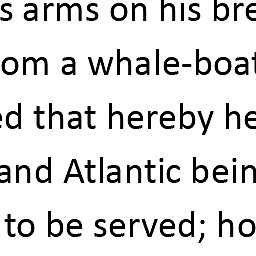 s arms on his bre
om a whale-boat
ed that hereby he
and Atlantic bein
to be served; ho